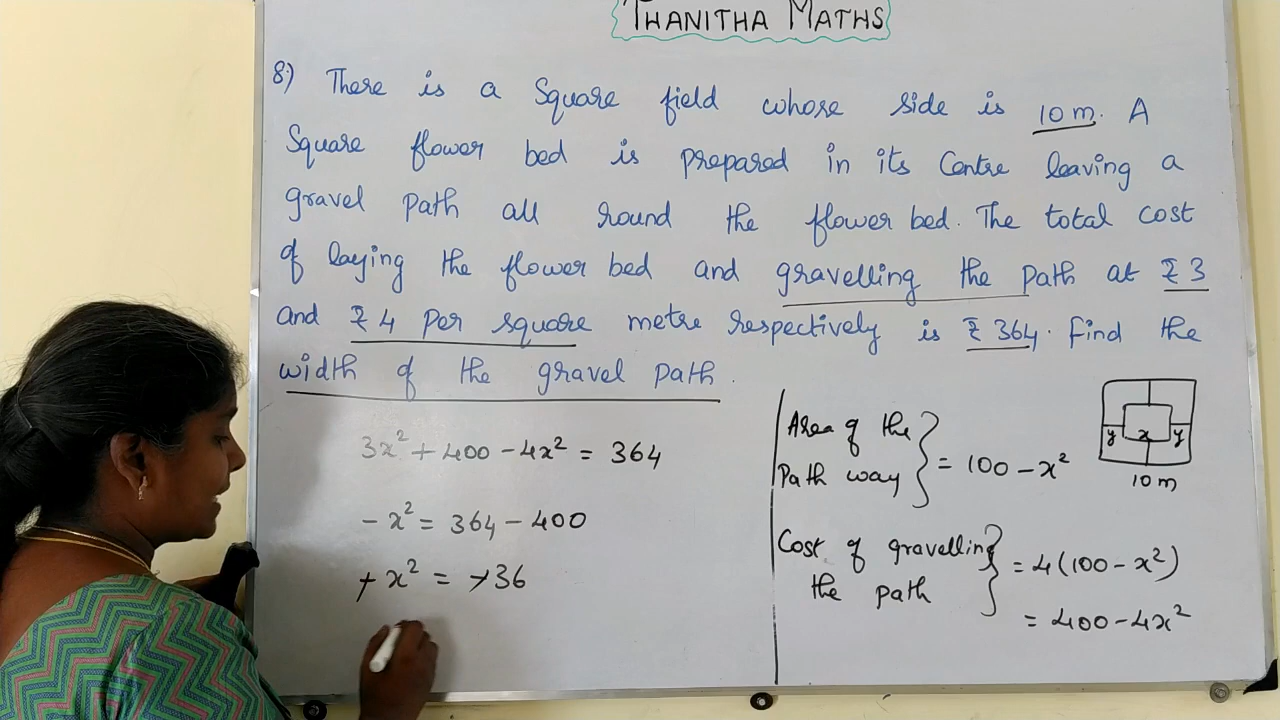 THANITHA MATHS
8) There is a Square field whose side is 10 m. A
Square flower bed is prepared in its Centre leaving a
gravel path all round the flower bed. The total cost
of laying the flower bed and gravelling the path at ₹ 3
and ₹ 4 per square metre respectively is ₹ 364. find the
width of the gravel path.
3x² + 400 - 4x² = 364
- x² = 364 - 400
+ x² = -36
Area of the
Path way } = 100 - x²
y x y
10 m
Cost of gravelling
the path } = 4(100 - x²)
= 400 - 4x²